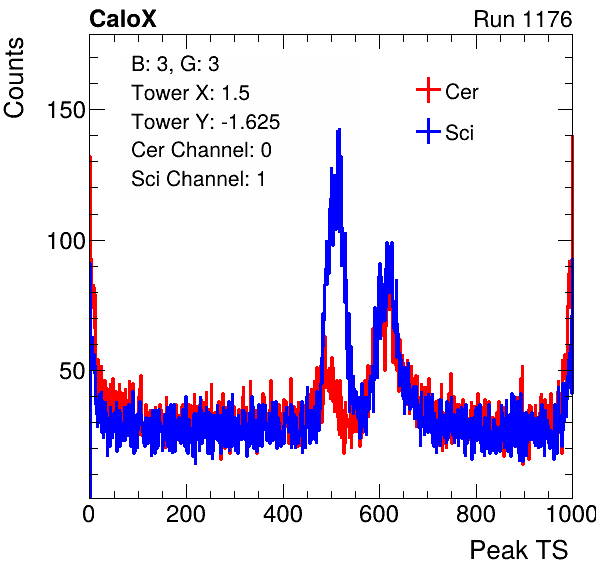 CaloX
Run 1176
Counts
B: 3, G: 3
Tower X: 1.5
Tower Y: -1.625
Cer Channel: 0
Sci Channel: 1
Cer
Sci
150
100
50
0 200 400 600 800 1000
Peak TS